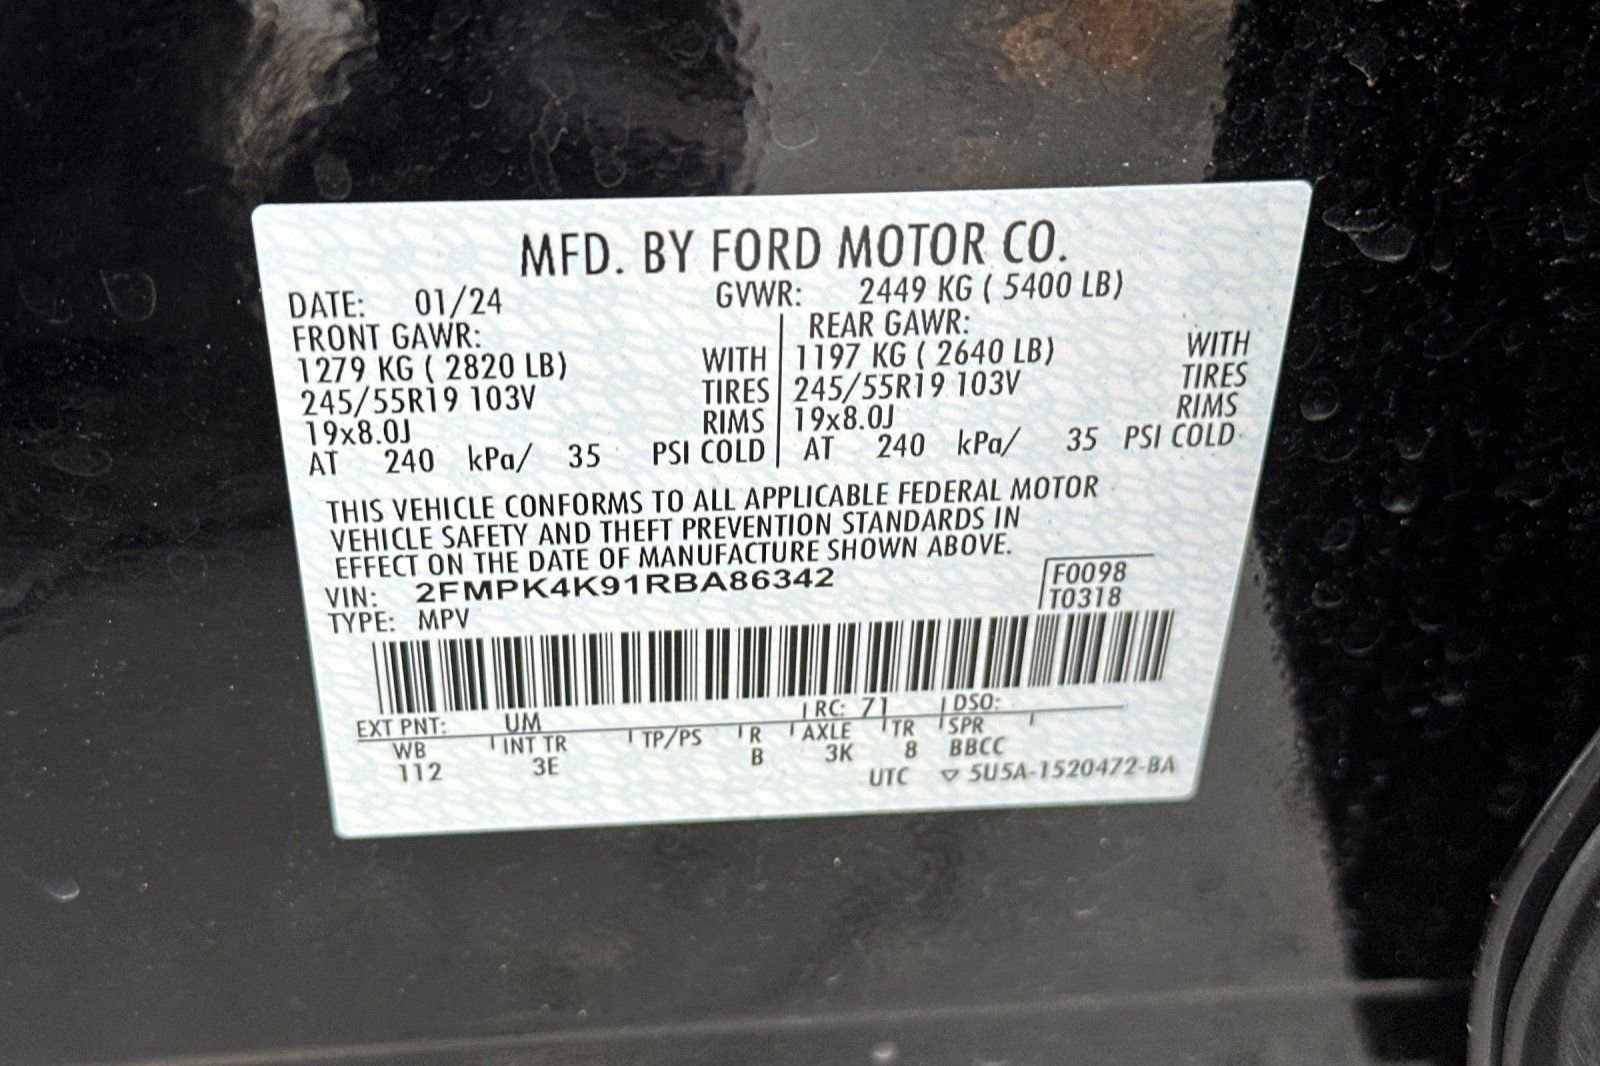 MFD. BY FORD MOTOR CO.
DATE: 01/24 GVWR: 2449 KG ( 5400 LB)
FRONT GAWR: REAR GAWR:
1279 KG ( 2820 LB) WITH 1197 KG ( 2640 LB) WITH
245/55R19 103V TIRES 245/55R19 103V TIRES
19x8.0J RIMS 19x8.0J RIMS
AT 240 kPa/ 35 PSI COLD AT 240 kPa/ 35 PSI COLD
THIS VEHICLE CONFORMS TO ALL APPLICABLE FEDERAL MOTOR
VEHICLE SAFETY AND THEFT PREVENTION STANDARDS IN
EFFECT ON THE DATE OF MANUFACTURE SHOWN ABOVE.
VIN: 2FMPK4K91RBA86342 F0098
TYPE: MPV T0318
EXT PNT: UM RC: 71 DSO:
WB INT TR TP/PS R AXLE TR SPR
112 3E B 3K 8 BBCC
UTC ▽ 5U5A-1520472-BA